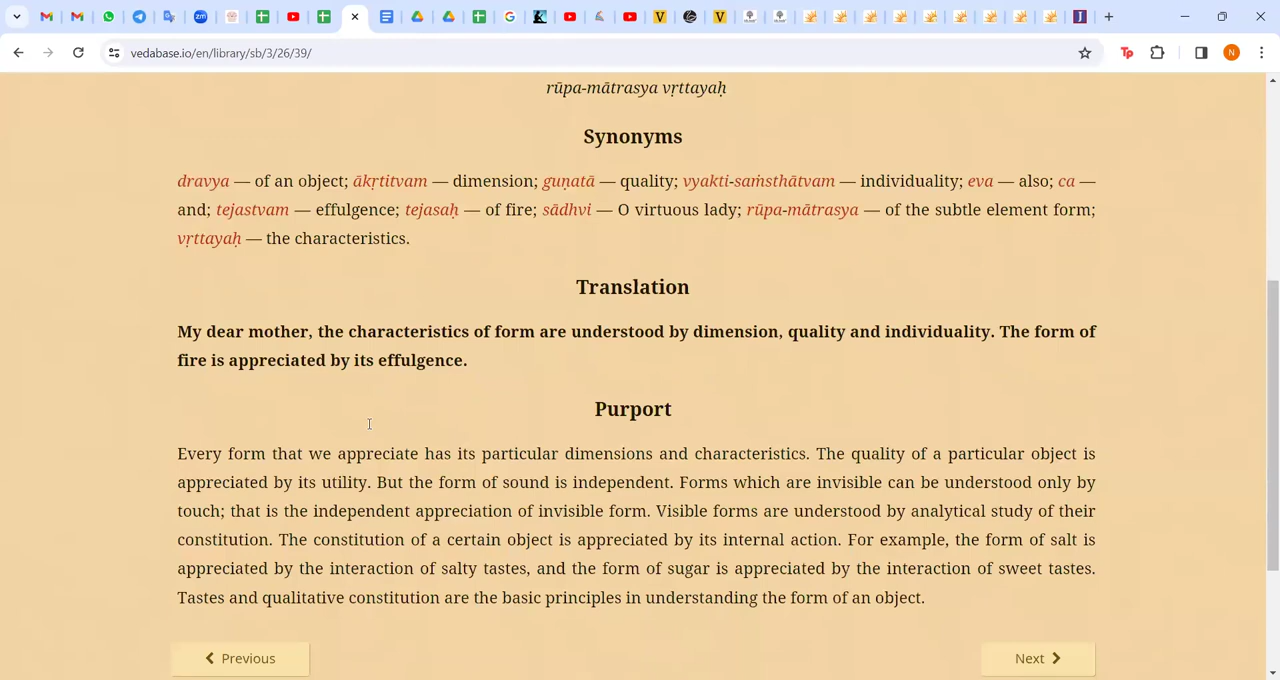 vedabase.io/en/library/sb/3/26/39/
N
rūpa-mātrasya vṛttayaḥ
Synonyms
dravya — of an object; ākṛtitvam — dimension; guṇatā — quality; vyakti-saṁsthātvam — individuality; eva — also; ca —
and; tejastvam — effulgence; tejasaḥ — of fire; sādhvi — O virtuous lady; rūpa-mātrasya — of the subtle element form;
vṛttayaḥ — the characteristics.
Translation
My dear mother, the characteristics of form are understood by dimension, quality and individuality. The form of
fire is appreciated by its effulgence.
Purport
Every form that we appreciate has its particular dimensions and characteristics. The quality of a particular object is
appreciated by its utility. But the form of sound is independent. Forms which are invisible can be understood only by
touch; that is the independent appreciation of invisible form. Visible forms are understood by analytical study of their
constitution. The constitution of a certain object is appreciated by its internal action. For example, the form of salt is
appreciated by the interaction of salty tastes, and the form of sugar is appreciated by the interaction of sweet tastes.
Tastes and qualitative constitution are the basic principles in understanding the form of an object.
Previous
Next